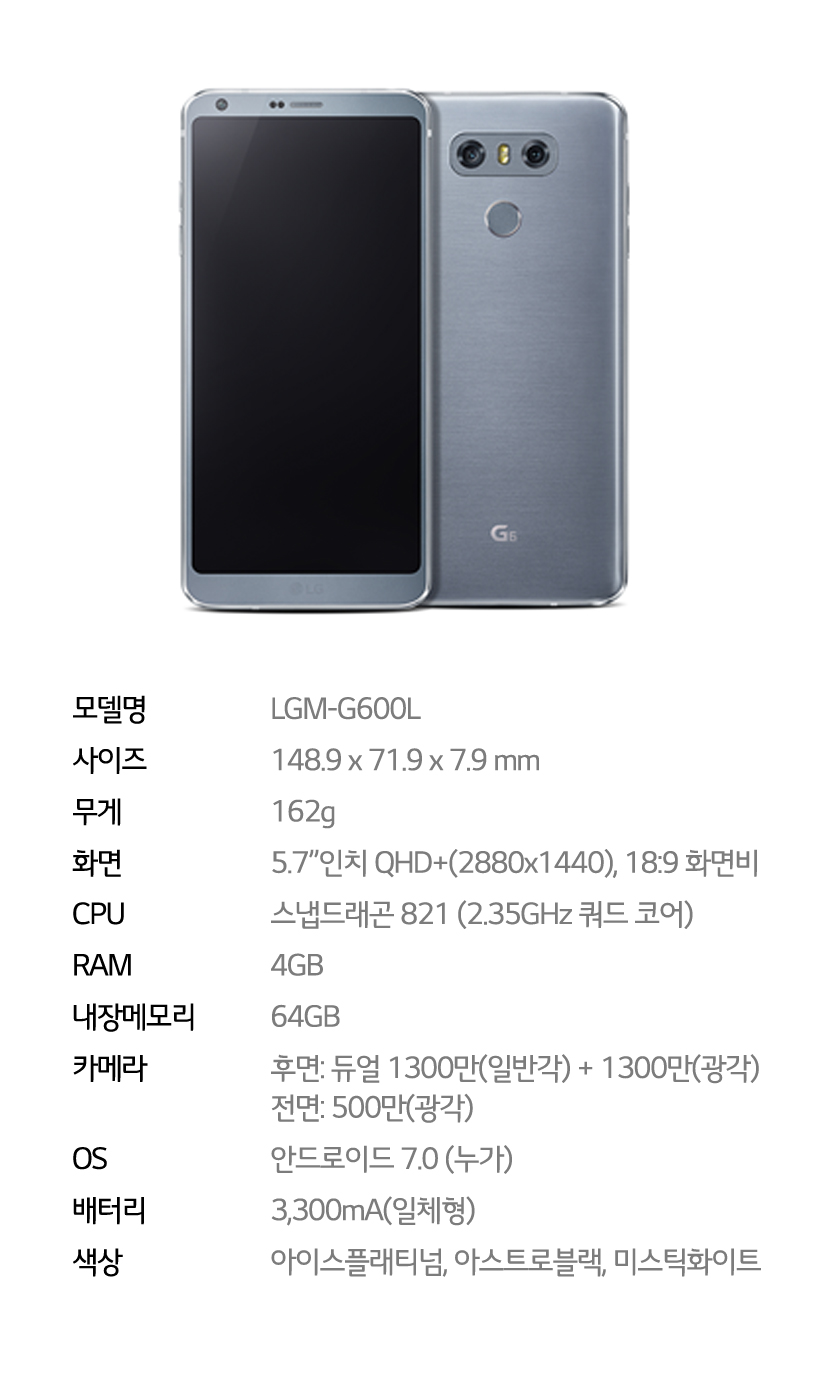 G6
LG
모델명 LGM-G600L
사이즈 148.9 x 71.9 x 7.9 mm
무게 162g
화면 5.7”인치 QHD+(2880x1440), 18:9 화면비
CPU 스냅드래곤 821 (2.35GHz 쿼드 코어)
RAM 4GB
내장메모리 64GB
카메라 후면: 듀얼 1300만(일반각) + 1300만(광각)
전면: 500만(광각)
OS 안드로이드 7.0 (누가)
배터리 3,300mA(일체형)
색상 아이스플래티넘, 아스트로블랙, 미스틱화이트